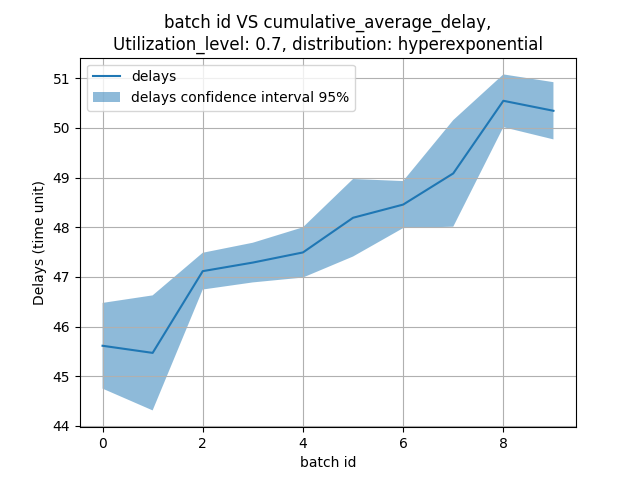 batch id VS cumulative_average_delay,
Utilization_level: 0.7, distribution: hyperexponential
delays
delays confidence interval 95%
Delays (time unit)
51
50
49
48
47
46
45
44
0 2 4 6 8
batch id